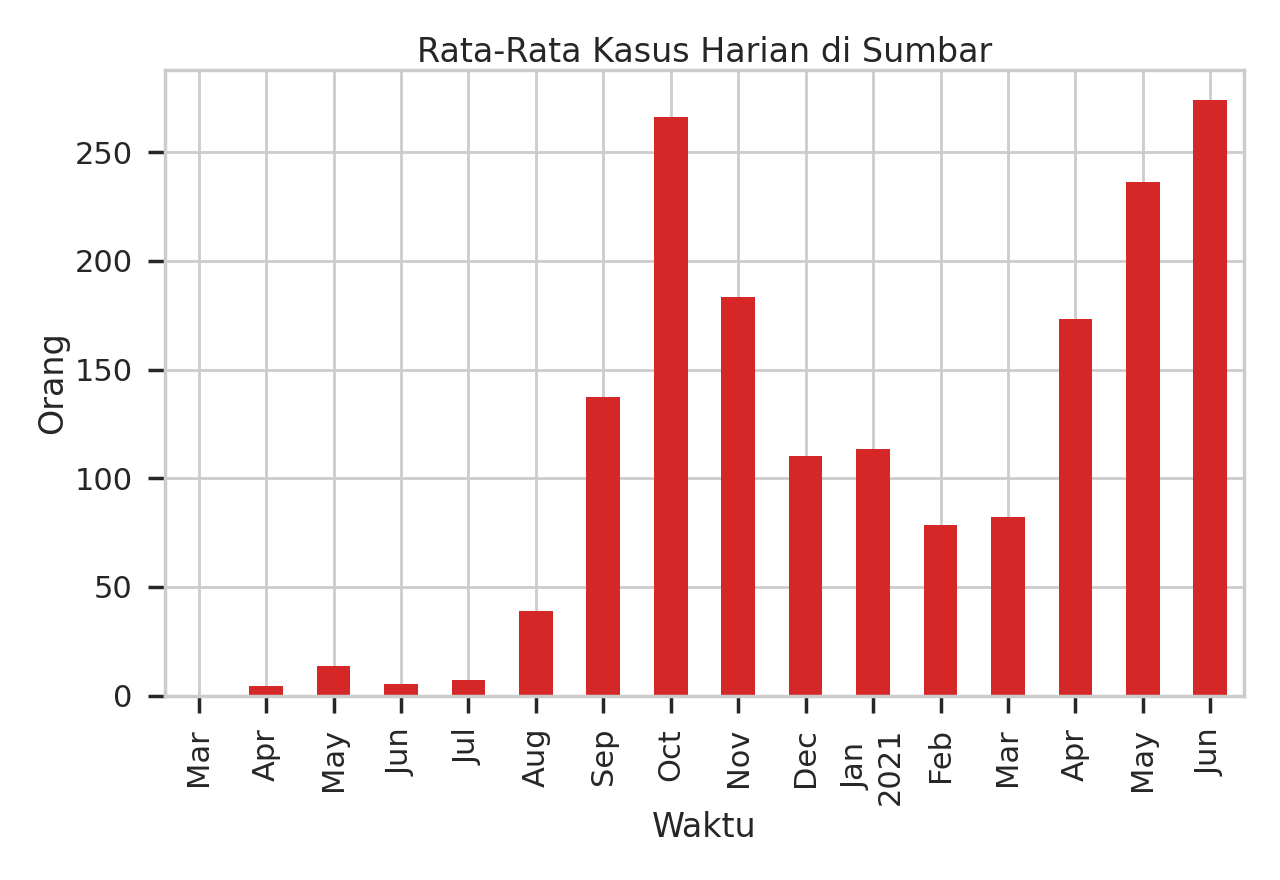 Rata-Rata Kasus Harian di Sumbar
Orang
250
200
150
100
50
0
Mar
Apr
May
Jun
Jul
Aug
Sep
Oct
Nov
Dec
Jan
2021
Feb
Mar
Apr
May
Jun
Waktu